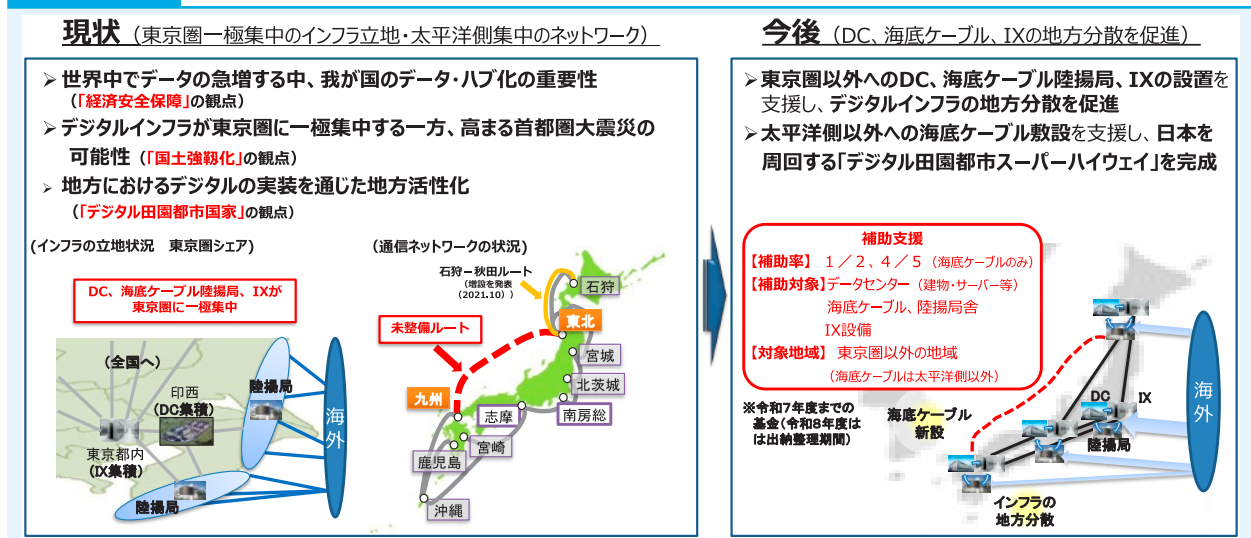 現状（東京圏一極集中のインフラ立地・太平洋側集中のネットワーク）
➢世界中でデータの急増する中、我が国のデータ・ハブ化の重要性
（「経済安全保障」の観点）
➢デジタルインフラが東京圏に一極集中する一方、高まる首都圏大震災の
可能性（「国土強靱化」の観点）
➢ 地方におけるデジタルの実装を通じた地方活性化
（「デジタル田園都市国家」の観点）
(インフラの立地状況　東京圏シェア)
DC、海底ケーブル陸揚局、IXが
東京圏に一極集中
（全国へ）
印西
(DC集積)
東京都内
(IX集積)
陸揚局
陸揚局
海外
（通信ネットワークの状況）
石狩－秋田ルート
（増設を発表
（2021.10））
石狩
未整備ルート
東北
宮城
北茨城
南房総
九州
志摩
宮崎
鹿児島
沖縄
今後（DC、海底ケーブル、IXの地方分散を促進）
➢東京圏以外へのDC、海底ケーブル陸揚局、IXの設置を
支援し、デジタルインフラの地方分散を促進
➢太平洋側以外への海底ケーブル敷設を支援し、日本を
周回する「デジタル田園都市スーパーハイウェイ」を完成
補助支援
【補助率】 １／２、４／５（海底ケーブルのみ）
【補助対象】データセンター（建物・サーバー等）
海底ケーブル、陸揚局舎
IX設備
【対象地域】 東京圏以外の地域
（海底ケーブルは太平洋側以外）
※令和7年度までの
基金（令和8年度は
は出納整理期間）
海底ケーブル
新設
DC
IX
陸揚局
海外
インフラの
地方分散